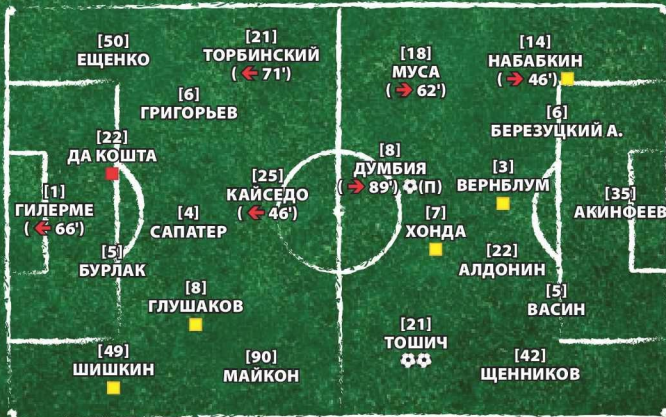 [50]
ЕЩЕНКО
[21]
ТОРБИНСКИЙ
(← 71')
[6]
ГРИГОРЬЕВ
[22]
ДА КОШТА
[1]
ГИЛЕРМЕ
(← 66')
[25]
КАЙСЕДО
(← 46')
[4]
САПАТЕР
[5]
БУРЛАК
[8]
ГЛУШАКОВ
[49]
ШИШКИН
[90]
МАЙКОН
[18]
МУСА
(→ 62')
[14]
НАБАБКИН
(→ 46')
[6]
БЕРЕЗУЦКИЙ А.
[8]
ДУМБИЯ
(→ 89') (П)
[3]
ВЕРНБЛУМ
[35]
АКИНФЕЕВ
[7]
ХОНДА
[22]
АЛДОНИН
[5]
ВАСИН
[21]
ТОШИЧ
[42]
ЩЕННИКОВ